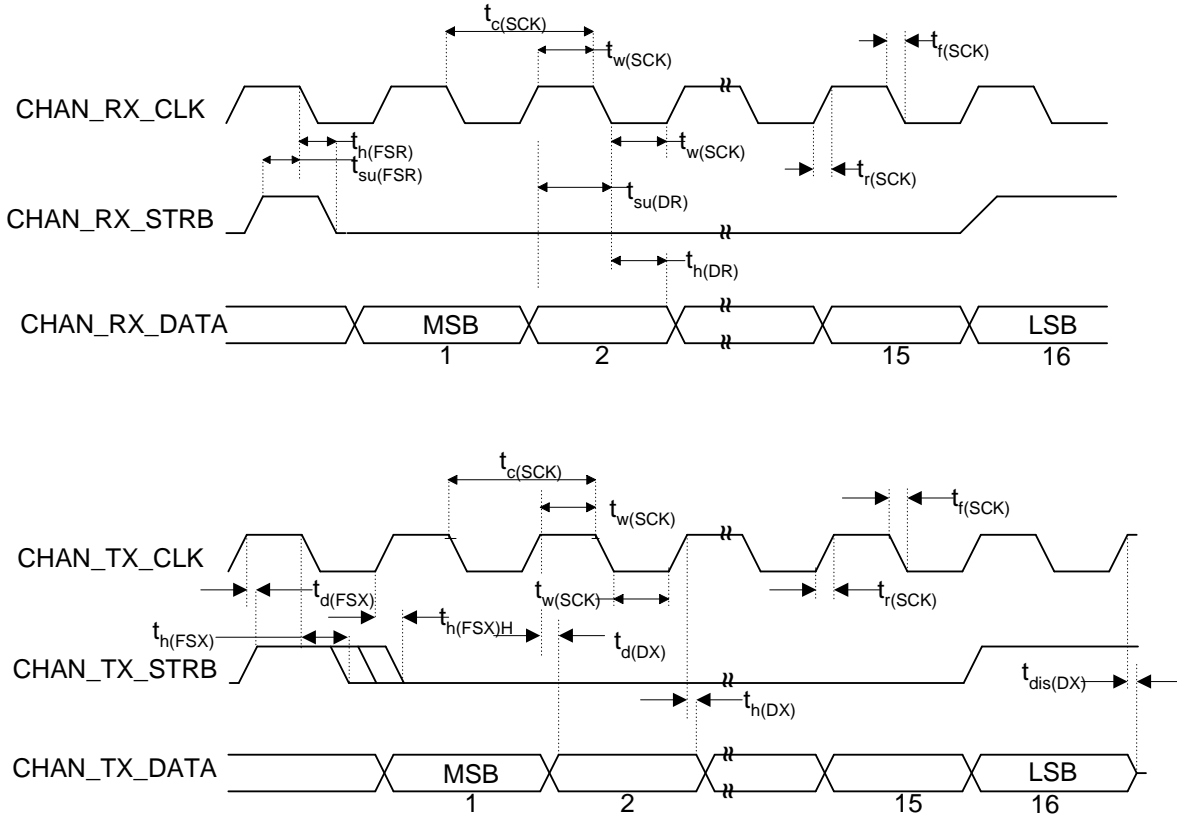 t_c(SCK)
t_w(SCK)
t_f(SCK)
CHAN_RX_CLK
t_h(FSR)
t_su(FSR)
t_w(SCK)
t_r(SCK)
t_su(DR)
CHAN_RX_STRB
t_h(DR)
CHAN_RX_DATA
MSB
LSB
1
2
15
16
t_c(SCK)
t_w(SCK)
t_f(SCK)
CHAN_TX_CLK
t_d(FSX)
t_w(SCK)
t_r(SCK)
t_h(FSX)
t_h(FSX)H
t_d(DX)
CHAN_TX_STRB
t_dis(DX)
t_h(DX)
CHAN_TX_DATA
MSB
LSB
1
2
15
16